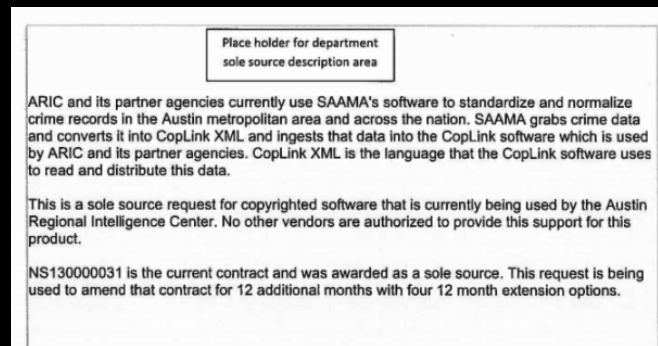 Place holder for department
sole source description area
ARIC and its partner agencies currently use SAAMA's software to standardize and normalize
crime records in the Austin metropolitan area and across the nation. SAAMA grabs crime data
and converts it into CopLink XML and ingests that data into the CopLink software which is used
by ARIC and its partner agencies. CopLink XML is the language that the CopLink software uses
to read and distribute this data.
This is a sole source request for copyrighted software that is currently being used by the Austin
Regional Intelligence Center. No other vendors are authorized to provide this support for this
product.
NS130000031 is the current contract and was awarded as a sole source. This request is being
used to amend that contract for 12 additional months with four 12 month extension options.